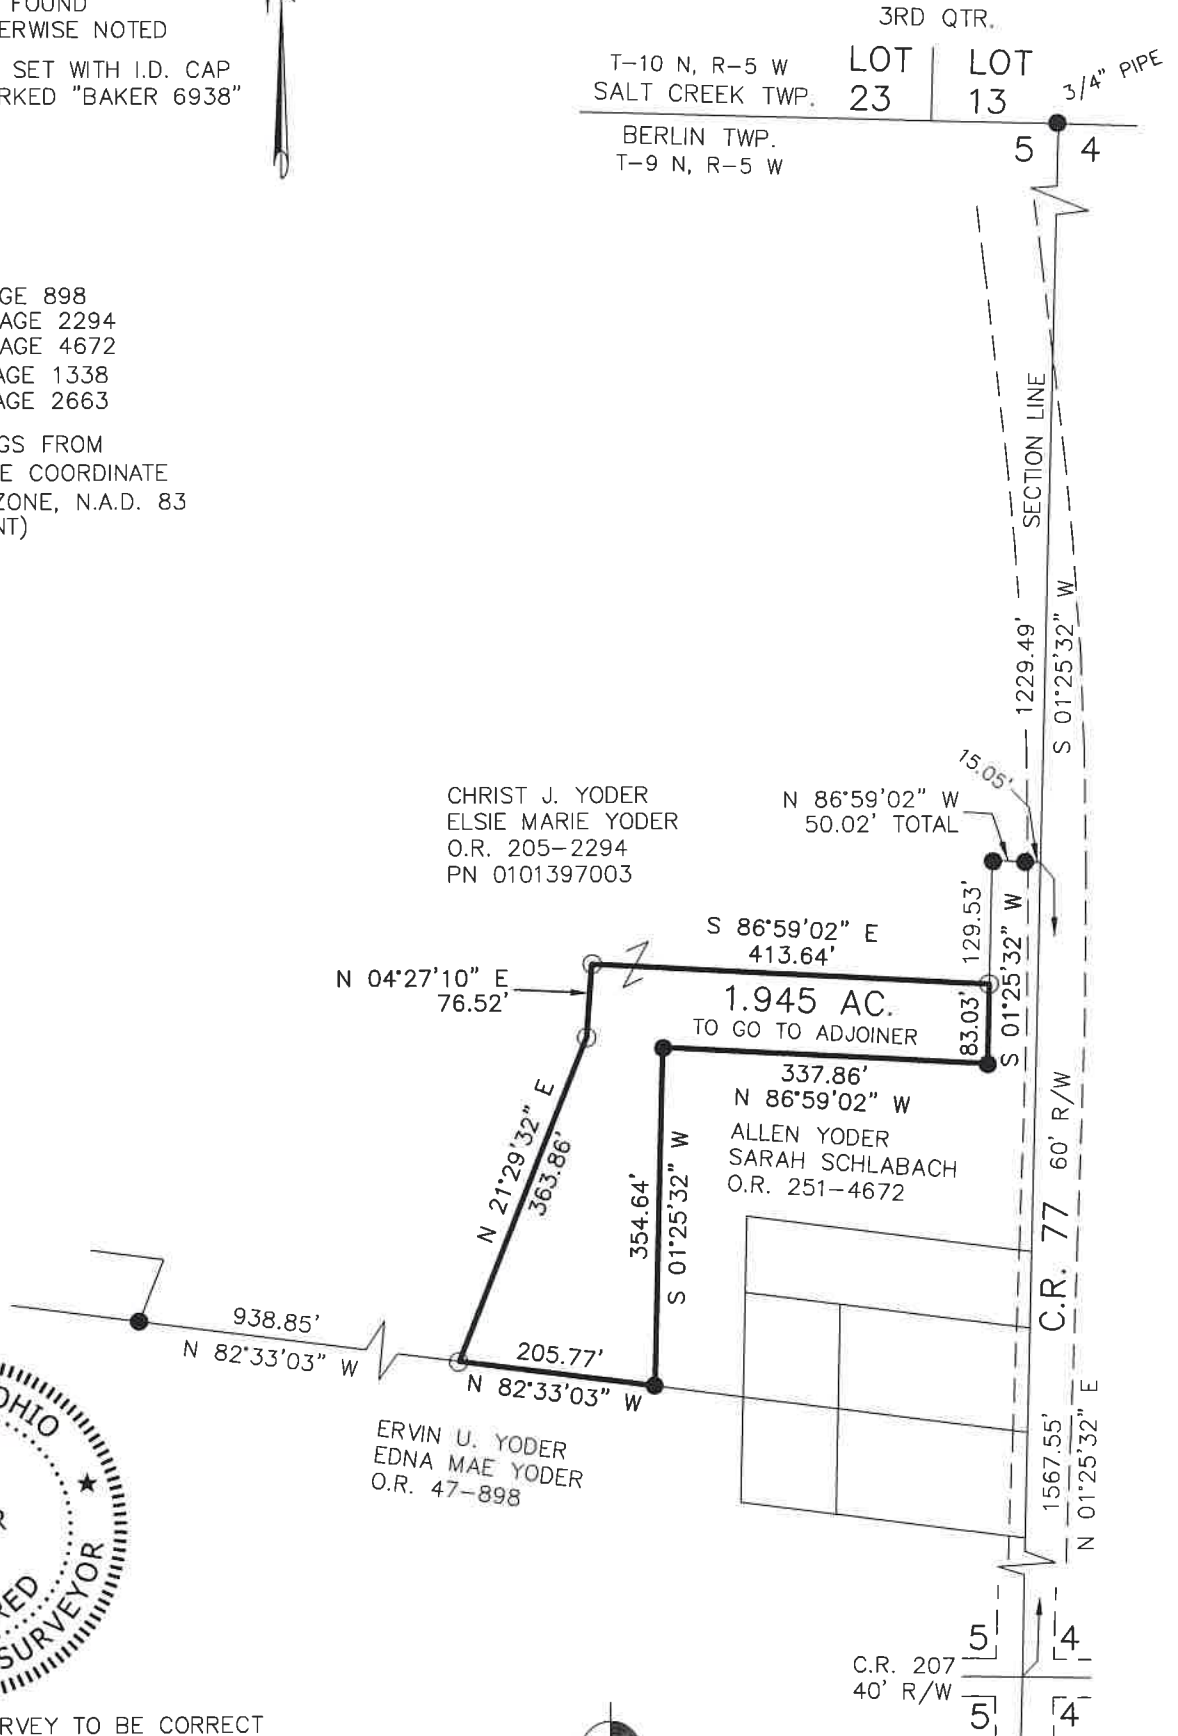 FOUND
ERWISE NOTED
SET WITH I.D. CAP
RKED "BAKER 6938"
3RD QTR.
T-10 N, R-5 W
SALT CREEK TWP.
LOT
23
LOT
13
3/4" PIPE
BERLIN TWP.
T-9 N, R-5 W
5
4
GE 898
AGE 2294
AGE 4672
AGE 1338
AGE 2663
GS FROM
E COORDINATE
ZONE, N.A.D. 83
NT)
SECTION LINE
1229.49'
S 01°25'32" W
15.05'
CHRIST J. YODER
ELSIE MARIE YODER
O.R. 205-2294
PN 0101397003
N 86°59'02" W
50.02' TOTAL
129.53'
S 01°25'32" W
S 86°59'02" E
413.64'
N 04°27'10" E
76.52'
1.945 AC.
TO GO TO ADJOINER
83.03'
337.86'
N 86°59'02" W
ALLEN YODER
SARAH SCHLABACH
O.R. 251-4672
N 21°29'32" E
363.86'
354.64'
S 01°25'32" W
C.R. 77 60' R/W
938.85'
N 82°33'03" W
205.77'
N 82°33'03" W
ERVIN U. YODER
EDNA MAE YODER
O.R. 47-898
1567.55'
N 01°25'32" E
OHIO
R
RED
SURVEYOR
5
4
C.R. 207
40' R/W
5
4
RVEY TO BE CORRECT